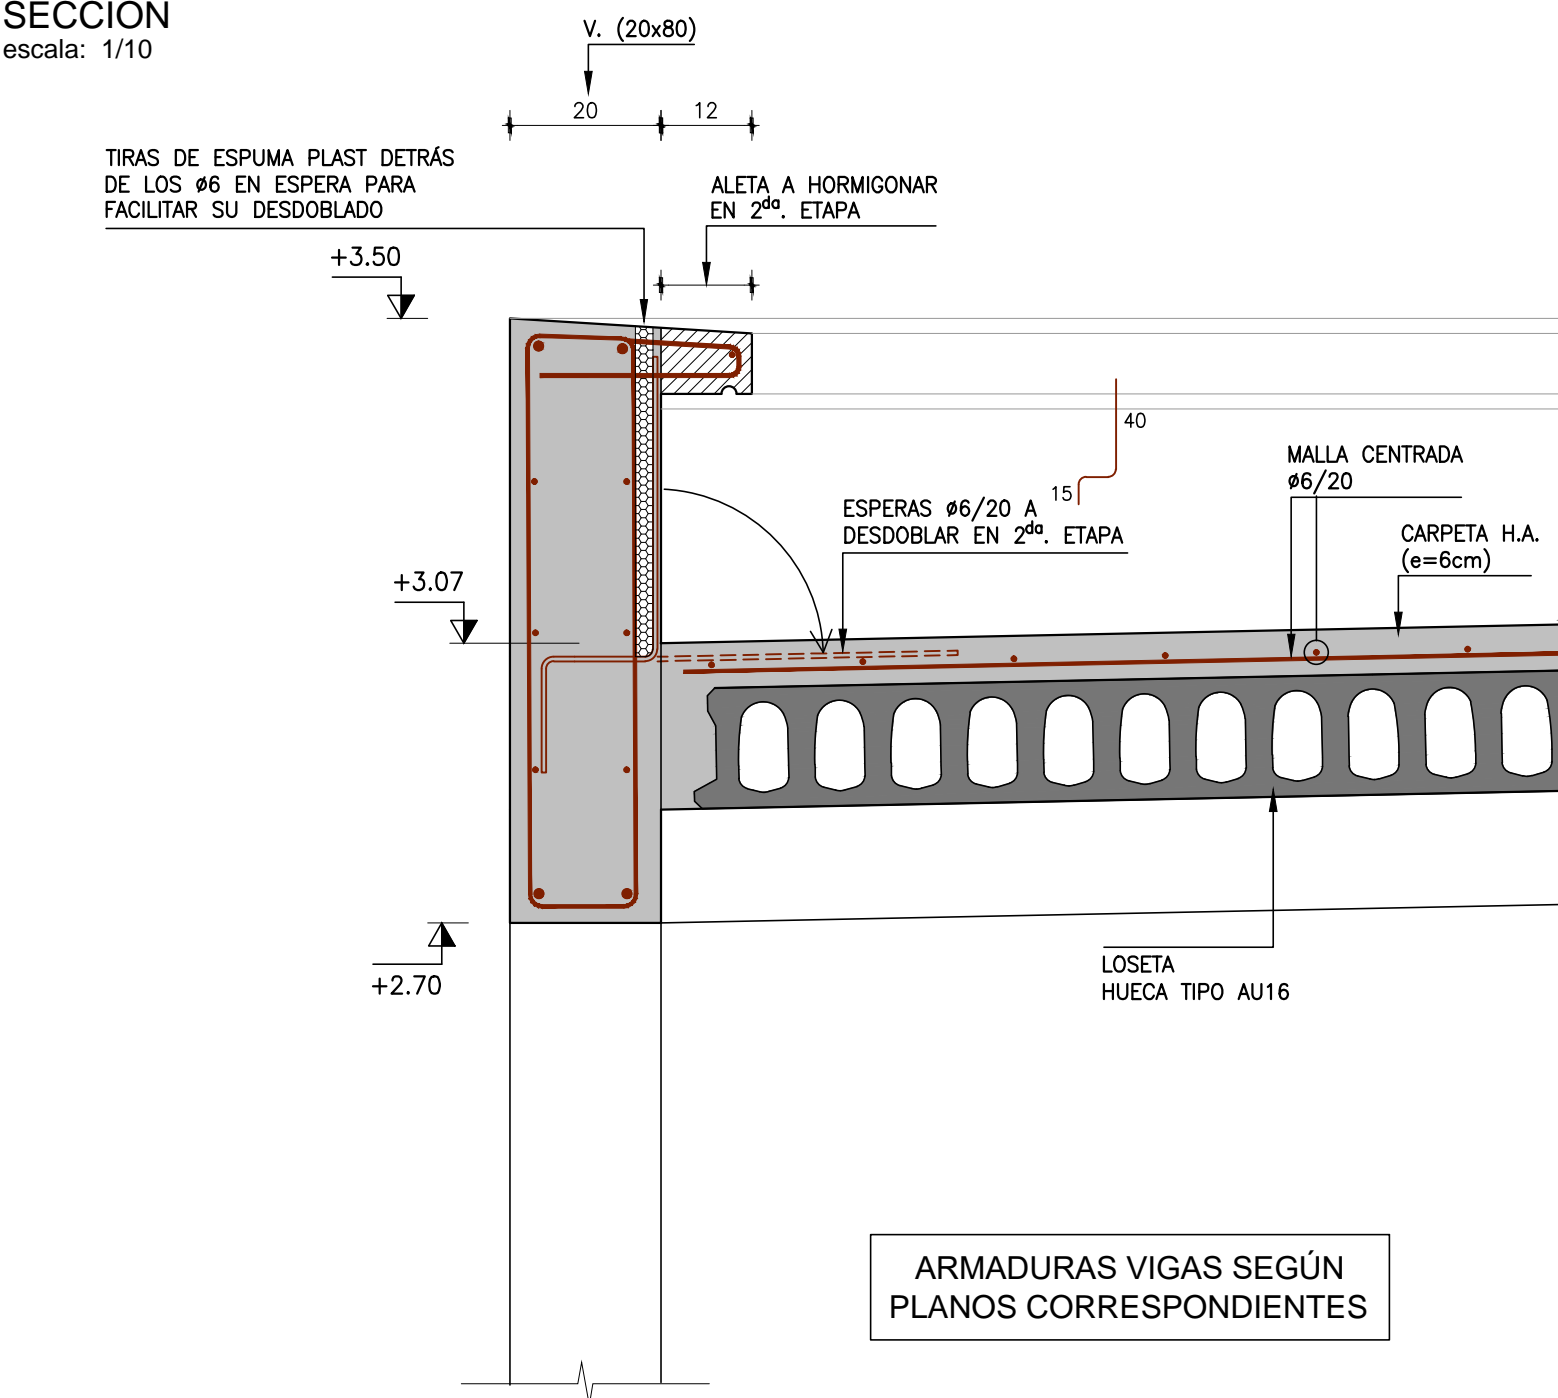 SECCION
escala: 1/10
V. (20x80)
20
12
TIRAS DE ESPUMA PLAST DETRÁS
DE LOS ø6 EN ESPERA PARA
FACILITAR SU DESDOBLADO
ALETA A HORMIGONAR
EN 2da. ETAPA
+3.50
40
15
MALLA CENTRADA
ø6/20
ESPERAS ø6/20 A
DESDOBLAR EN 2da. ETAPA
CARPETA H.A.
(e=6cm)
+3.07
+2.70
LOSETA
HUECA TIPO AU16
ARMADURAS VIGAS SEGÚN
PLANOS CORRESPONDIENTES